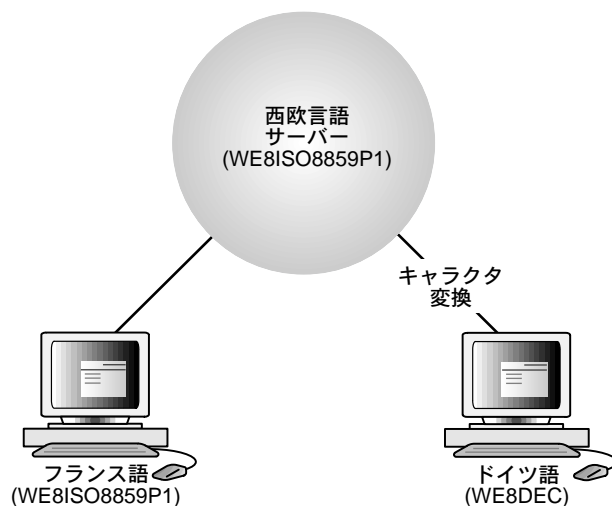 西欧言語
サーバー
(WE8ISO8859P1)
キャラクタ
変換
フランス語
(WE8ISO8859P1)
ドイツ語
(WE8DEC)